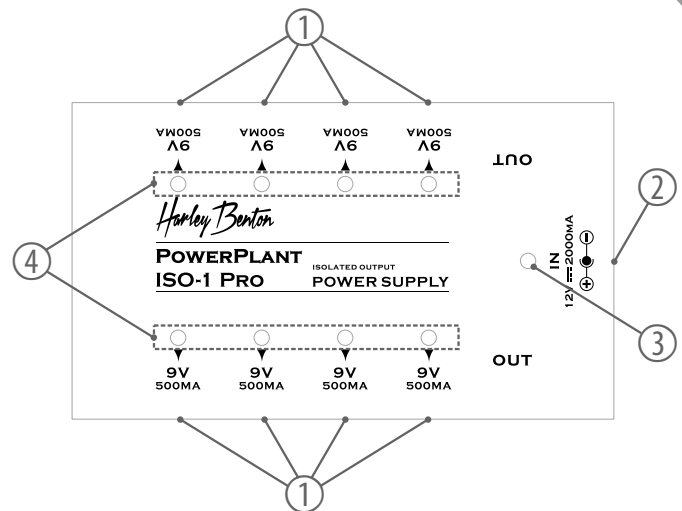 1
9V 9V 9V 9V
500MA 500MA 500MA 500MA
OUT
2
Harley Benton
12V ⎓ 2000MA
IN
4
POWERPLANT
ISO-1 PRO
ISOLATED OUTPUT
POWER SUPPLY
3
OUT
9V 9V 9V 9V
500MA 500MA 500MA 500MA
1